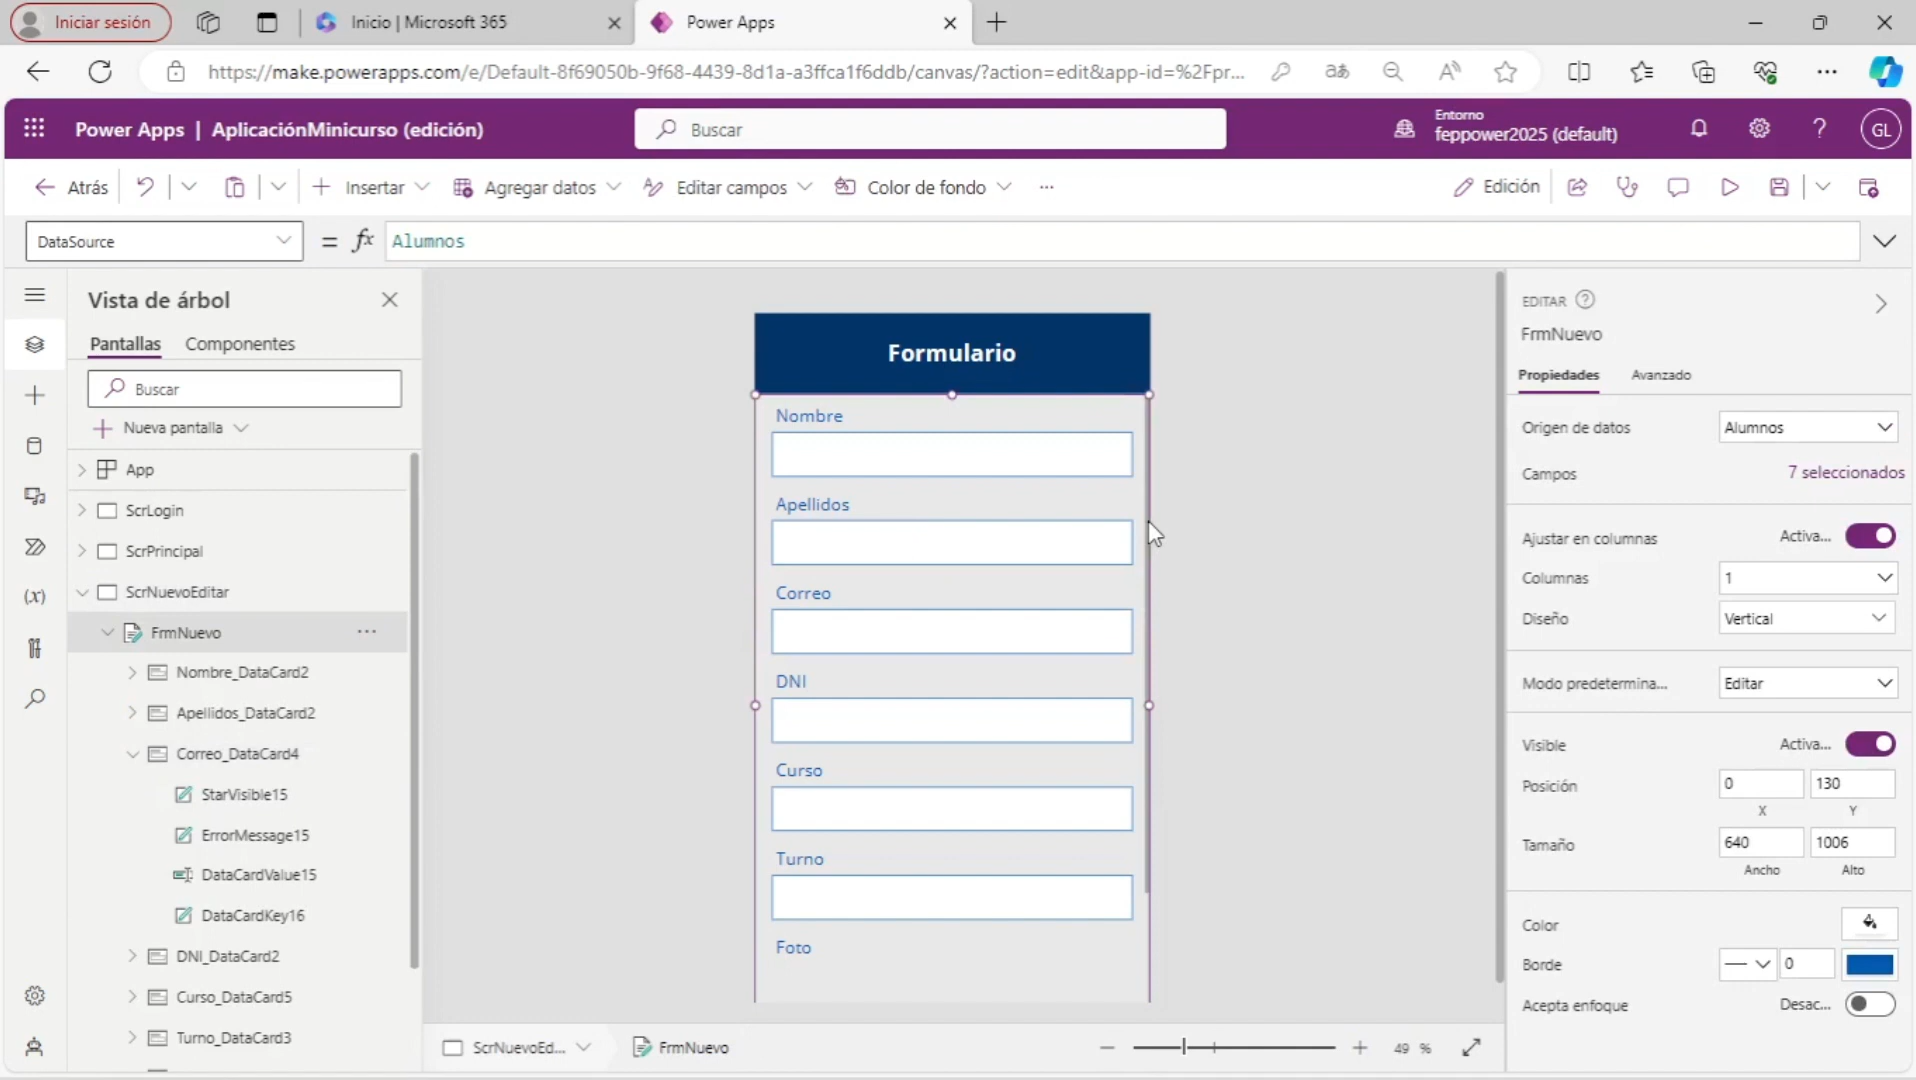 Iniciar sesión
Inicio | Microsoft 365
Power Apps
https://make.powerapps.com/e/Default-8f69050b-9f68-4439-8d1a-a3ffca1f6ddb/canvas/?action=edit&app-id=%2Fpr...
aあ
Power Apps | AplicaciónMinicurso (edición)
Buscar
Entorno
feppower2025 (default)
GL
Atrás
Insertar
Agregar datos
Editar campos
Color de fondo
Edición
DataSource
= fx Alumnos
Vista de árbol
Pantallas
Componentes
Buscar
Nueva pantalla
App
ScrLogin
ScrPrincipal
ScrNuevoEditar
FrmNuevo
Nombre_DataCard2
Apellidos_DataCard2
Correo_DataCard4
StarVisible15
ErrorMessage15
DataCardValue15
DataCardKey16
DNI_DataCard2
Curso_DataCard5
Turno_DataCard3
Formulario
Nombre
Apellidos
Correo
DNI
Curso
Turno
Foto
ScrNuevoEd...
FrmNuevo
49 %
EDITAR
FrmNuevo
Propiedades
Avanzado
Origen de datos
Alumnos
Campos
7 seleccionados
Ajustar en columnas
Activa...
Columnas
1
Diseño
Vertical
Modo predetermina...
Editar
Visible
Activa...
Posición
0
130
X
Y
Tamaño
640
1006
Ancho
Alto
Color
Borde
0
Acepta enfoque
Desac...